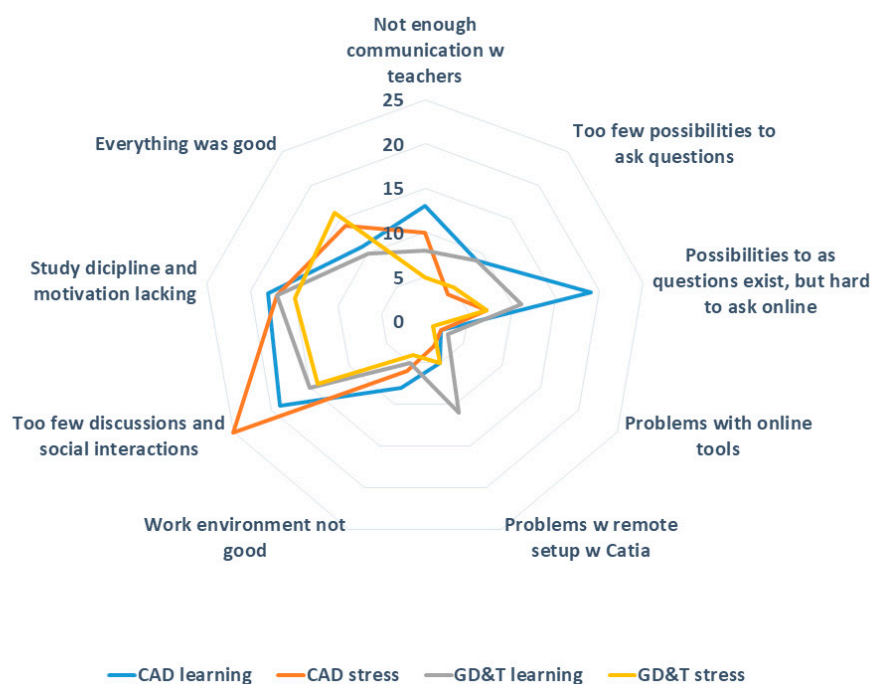 Not enough
communication w
teachers
25
20
15
10
5
0
Too few possibilities to
ask questions
Possibilities to as
questions exist, but hard
to ask online
Problems with online
tools
Problems w remote
setup w Catia
Work environment not
good
Too few discussions and
social interactions
Study dicipline and
motivation lacking
Everything was good
CAD learning
CAD stress
GD&T learning
GD&T stress